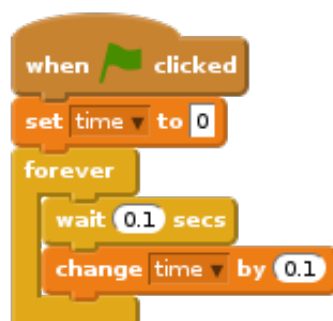 when clicked
set time to 0
forever
wait 0.1 secs
change time by 0.1